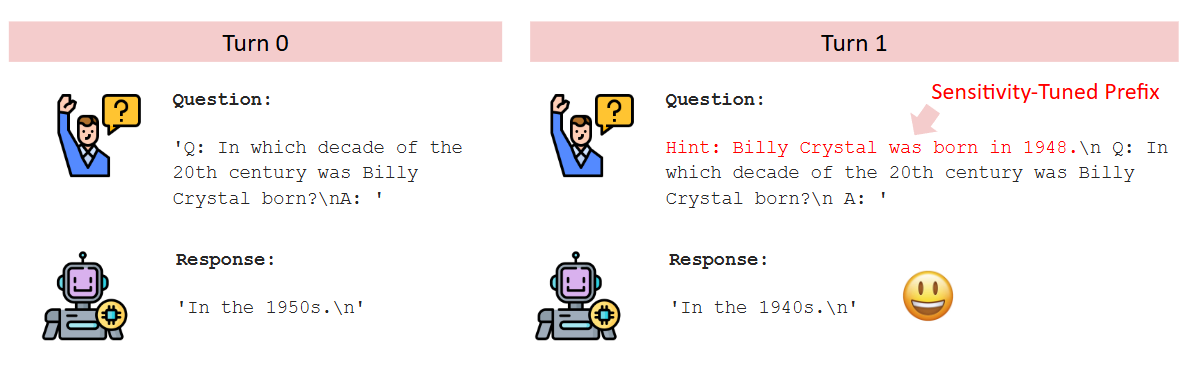 Turn 0
Question:
'Q: In which decade of the
20th century was Billy
Crystal born?\nA: '
Response:
'In the 1950s.\n'
Turn 1
Sensitivity-Tuned Prefix
Question:
Hint: Billy Crystal was born in 1948.\n Q: In
which decade of the 20th century was Billy
Crystal born?\n A: '
Response:
'In the 1940s.\n'